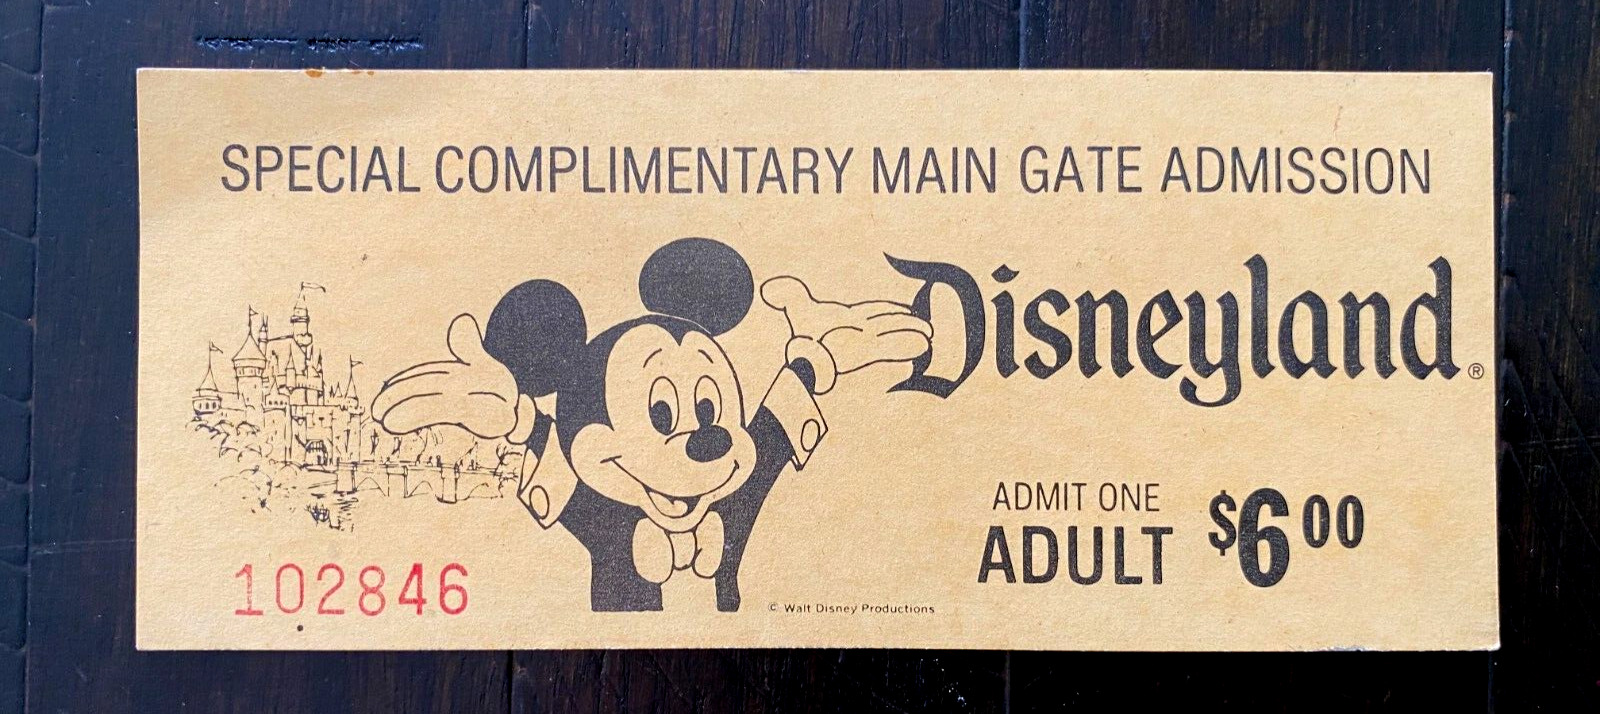 SPECIAL COMPLIMENTARY MAIN GATE ADMISSION
Disneyland®
ADMIT ONE
ADULT $6.00
102846
© Walt Disney Productions